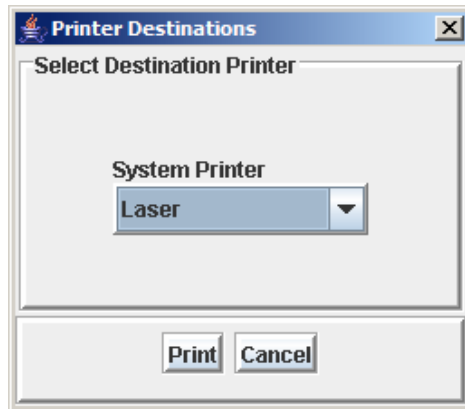 Printer Destinations
Select Destination Printer
System Printer
Laser
Print Cancel